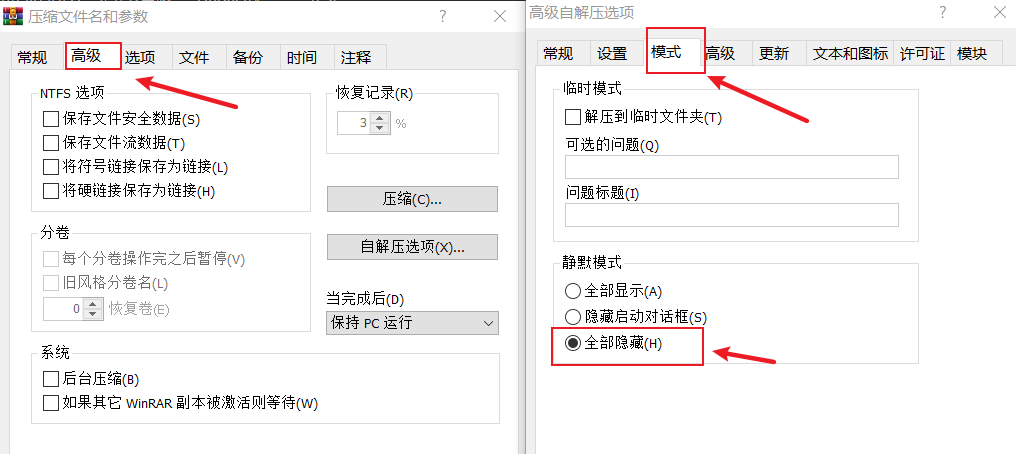 压缩文件名和参数
?
常规 高级 选项 文件 备份 时间 注释
NTFS 选项
保存文件安全数据(S)
保存文件流数据(T)
将符号链接保存为链接(L)
将硬链接保存为链接(H)
恢复记录(R)
3 %
压缩(C)...
自解压选项(X)...
分卷
每个分卷操作完之后暂停(V)
旧风格分卷名(L)
0 恢复卷(E)
当完成后(D)
保持 PC 运行
系统
后台压缩(B)
如果其它 WinRAR 副本被激活则等待(W)
高级自解压选项
?
常规 设置 模式 高级 更新 文本和图标 许可证 模块
临时模式
解压到临时文件夹(T)
可选的问题(Q)
问题标题(I)
静默模式
全部显示(A)
隐藏启动对话框(S)
全部隐藏(H)